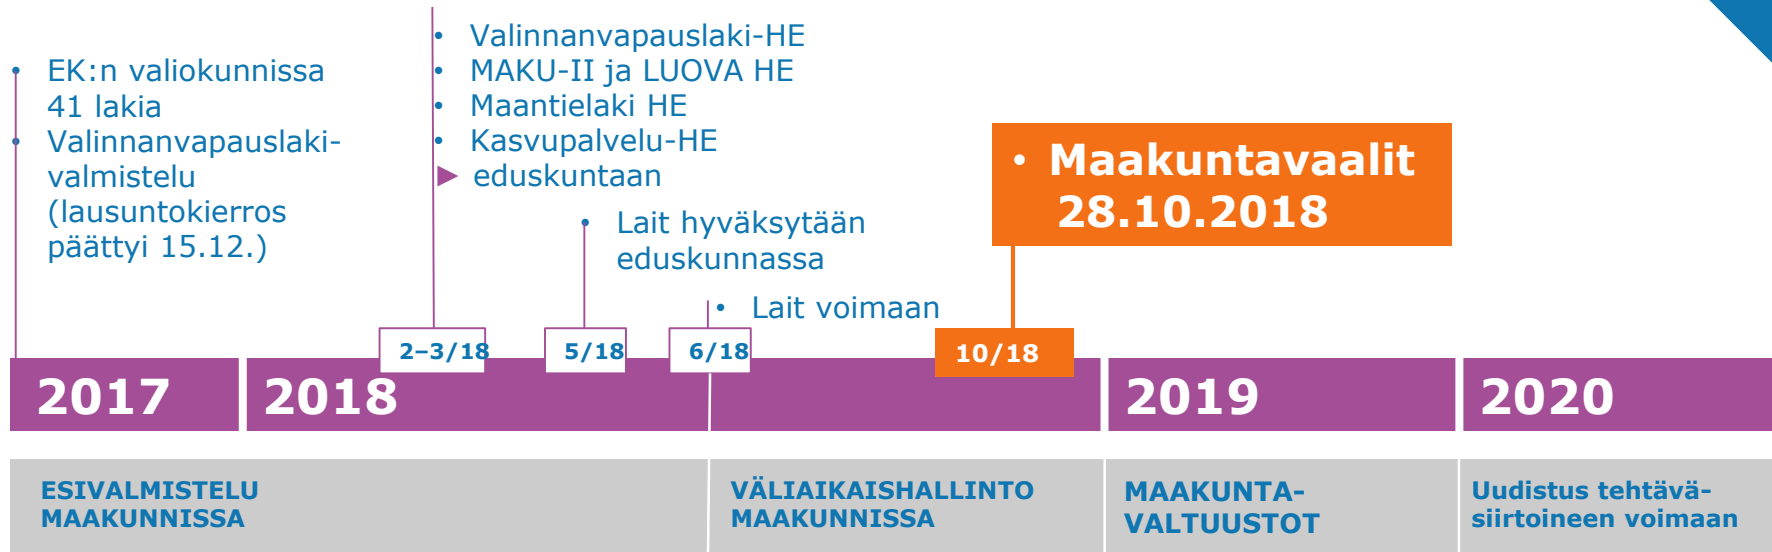 • EK:n valiokunnissa
41 lakia
• Valinnanvapauslaki-
valmistelu
(lausuntokierros
päättyi 15.12.)
• Valinnanvapauslaki-HE
• MAKU-II ja LUOVA HE
• Maantielaki HE
• Kasvupalvelu-HE
► eduskuntaan
• Lait hyväksytään
eduskunnassa
• Lait voimaan
• Maakuntavaalit
28.10.2018
2–3/18
5/18
6/18
10/18
2017
2018
2019
2020
ESIVALMISTELU
MAAKUNNISSA
VÄLIAIKAISHALLINTO
MAAKUNNISSA
MAAKUNTA-
VALTUUSTOT
Uudistus tehtävä-
siirtoineen voimaan